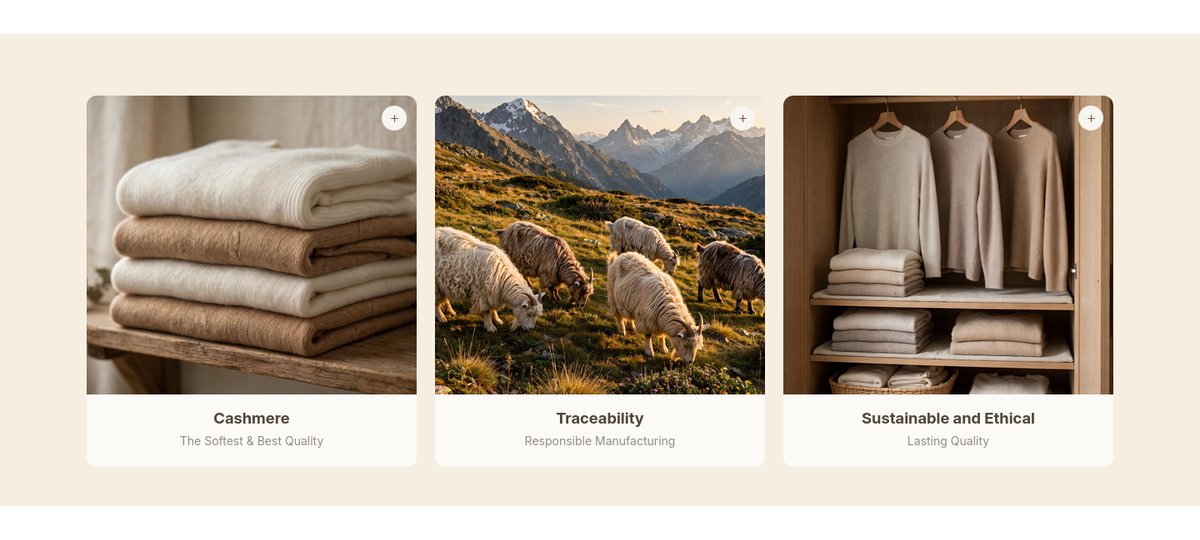 +
+
+
Cashmere
The Softest & Best Quality
Traceability
Responsible Manufacturing
Sustainable and Ethical
Lasting Quality